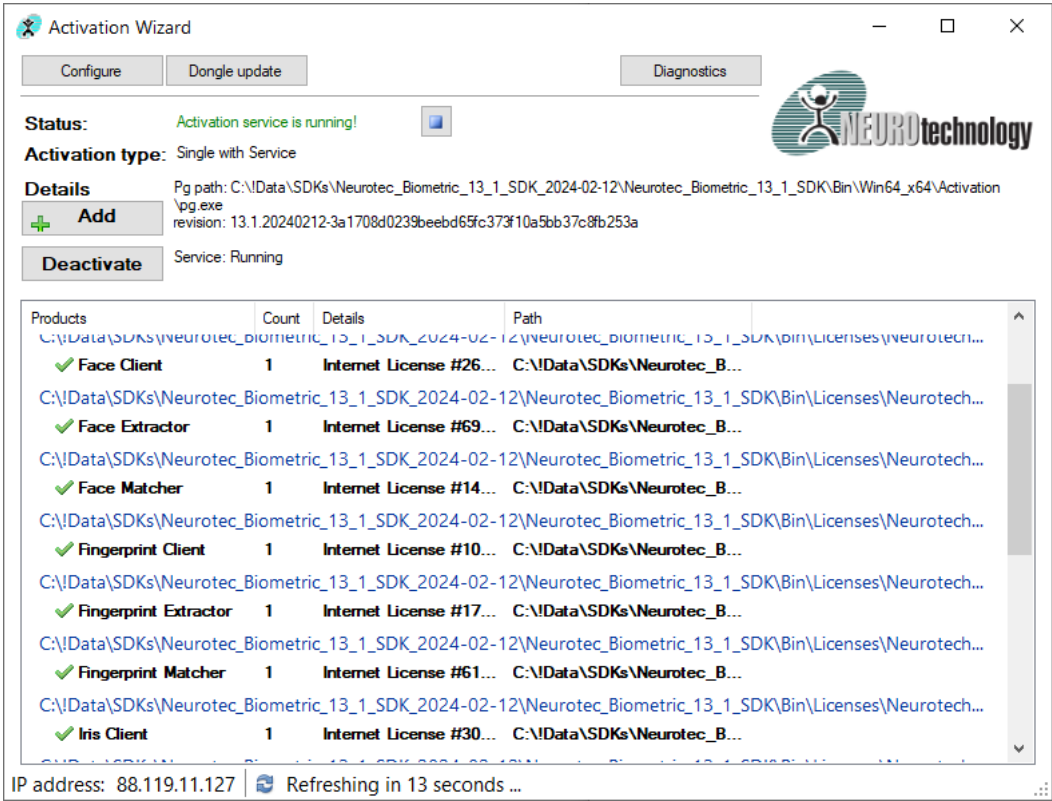 Activation Wizard
Configure
Dongle update
Diagnostics
NEUROtechnology
Status: Activation service is running!
Activation type: Single with Service
Details
Pg path: C:\!Data\SDKs\Neurotec_Biometric_13_1_SDK_2024-02-12\Neurotec_Biometric_13_1_SDK\Bin\Win64_x64\Activation
\pg.exe
Add
revision: 13.1.20240212-3a1708d0239beebd65fc373f10a5bb37c8fb253a
Deactivate
Service: Running
Products Count Details Path
C:\!Data\SDKs\Neurotec_Biometric_13_1_SDK_2024-02-12\Neurotec_Biometric_13_1_SDK\Bin\Licenses\Neurotech...
Face Client 1 Internet License #26... C:\!Data\SDKs\Neurotec_B...
C:\!Data\SDKs\Neurotec_Biometric_13_1_SDK_2024-02-12\Neurotec_Biometric_13_1_SDK\Bin\Licenses\Neurotech...
Face Extractor 1 Internet License #69... C:\!Data\SDKs\Neurotec_B...
C:\!Data\SDKs\Neurotec_Biometric_13_1_SDK_2024-02-12\Neurotec_Biometric_13_1_SDK\Bin\Licenses\Neurotech...
Face Matcher 1 Internet License #14... C:\!Data\SDKs\Neurotec_B...
C:\!Data\SDKs\Neurotec_Biometric_13_1_SDK_2024-02-12\Neurotec_Biometric_13_1_SDK\Bin\Licenses\Neurotech...
Fingerprint Client 1 Internet License #10... C:\!Data\SDKs\Neurotec_B...
C:\!Data\SDKs\Neurotec_Biometric_13_1_SDK_2024-02-12\Neurotec_Biometric_13_1_SDK\Bin\Licenses\Neurotech...
Fingerprint Extractor 1 Internet License #17... C:\!Data\SDKs\Neurotec_B...
C:\!Data\SDKs\Neurotec_Biometric_13_1_SDK_2024-02-12\Neurotec_Biometric_13_1_SDK\Bin\Licenses\Neurotech...
Fingerprint Matcher 1 Internet License #61... C:\!Data\SDKs\Neurotec_B...
C:\!Data\SDKs\Neurotec_Biometric_13_1_SDK_2024-02-12\Neurotec_Biometric_13_1_SDK\Bin\Licenses\Neurotech...
Iris Client 1 Internet License #30... C:\!Data\SDKs\Neurotec_B...
IP address: 88.119.11.127 Refreshing in 13 seconds ...